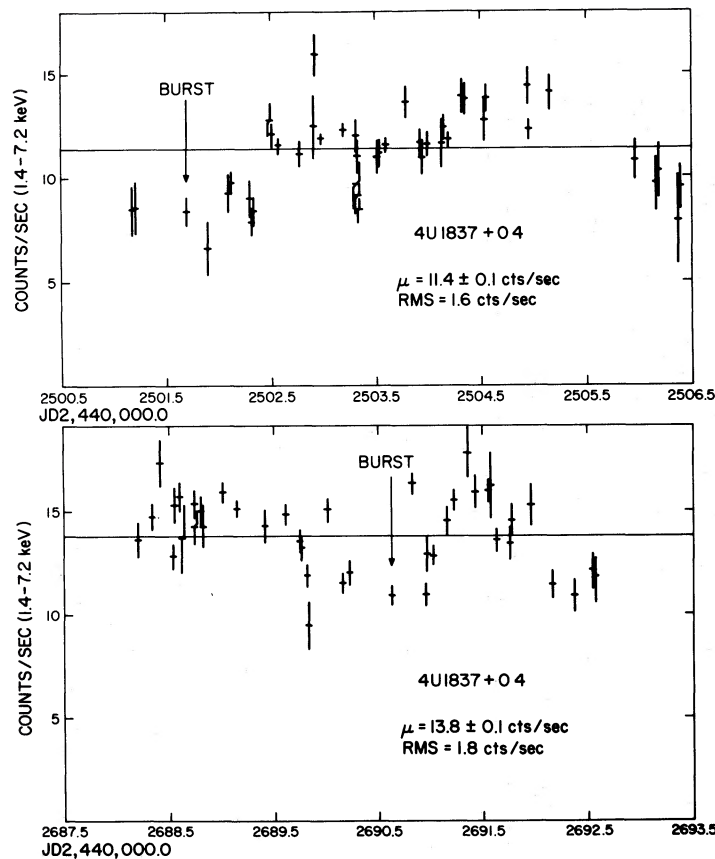 COUNTS/SEC (1.4-7.2 keV)
15
10
5
BURST
4U1837+04
μ = 11.4 ± 0.1 cts/sec
RMS = 1.6 cts/sec
2500.5 2501.5 2502.5 2503.5 2504.5 2505.5 2506.5
JD2,440,000.0
COUNTS/SEC (1.4-7.2 keV)
15
10
5
BURST
4U1837+04
μ = 13.8 ± 0.1 cts/sec
RMS = 1.8 cts/sec
2687.5 2688.5 2689.5 2690.5 2691.5 2692.5 2693.5
JD2,440,000.0